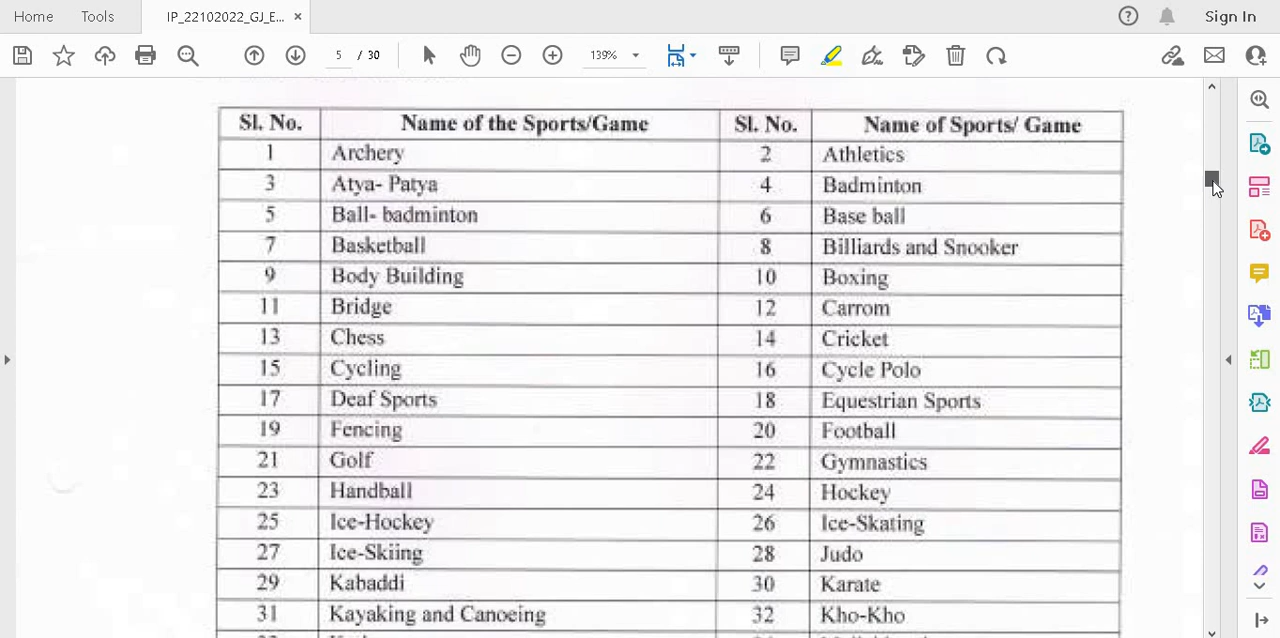 Home Tools IP_22102022_GJ_E... × Sign In
5 / 30 139%
Sl. No. Name of the Sports/Game Sl. No. Name of Sports/ Game
1 Archery 2 Athletics
3 Atya- Patya 4 Badminton
5 Ball- badminton 6 Base ball
7 Basketball 8 Billiards and Snooker
9 Body Building 10 Boxing
11 Bridge 12 Carrom
13 Chess 14 Cricket
15 Cycling 16 Cycle Polo
17 Deaf Sports 18 Equestrian Sports
19 Fencing 20 Football
21 Golf 22 Gymnastics
23 Handball 24 Hockey
25 Ice-Hockey 26 Ice-Skating
27 Ice-Skiing 28 Judo
29 Kabaddi 30 Karate
31 Kayaking and Canoeing 32 Kho-Kho